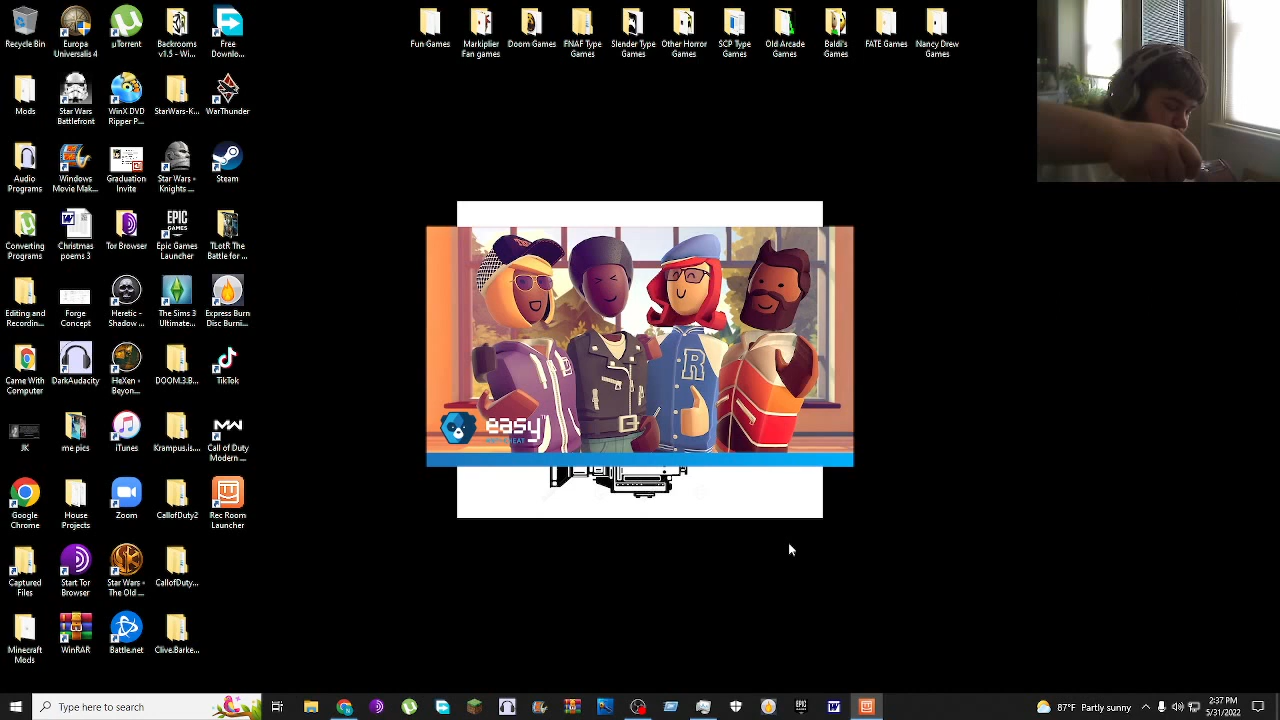 Recycle Bin
Europa
Universalis 4
µTorrent
Backrooms
v1.5 - Wi...
Free
Downlo...
Fun Games
Markiplier
Fan games
Doom Games
FNAF Type
Games
Slender Type
Games
Other Horror
Games
SCP Type
Games
Old Arcade
Games
Baldi's
Games
FATE Games
Nancy Drew
Games
Mods
Star Wars
Battlefront
WinX DVD
Ripper P...
StarWars-K...
WarThunder
Audio
Programs
Windows
Movie Mak...
Graduation
Invite
Star Wars -
Knights ...
Steam
Converting
Programs
Christmas
poems 3
Tor Browser
EPIC
GAMES
Epic Games
Launcher
TLotR The
Battle for ...
Editing and
Recordin...
Forge
Concept
Heretic -
Shadow ...
The Sims 3
Ultimate...
Express Burn
Disc Burni...
Came With
Computer
DarkAudacity
HeXen -
Beyon...
DOOM.3.B...
TikTok
R
easy
JK
me pics
iTunes
Krampus.is...
Call of Duty
Modern ...
Google
Chrome
House
Projects
Zoom
CallofDuty2
Rec Room
Launcher
Captured
Files
Start Tor
Browser
Star Wars -
The Old ...
CallofDuty...
Minecraft
Mods
WinRAR
Battle.net
Clive.Barke...
Type here to search
87°F Partly sunny
2:37 PM
5/31/2022